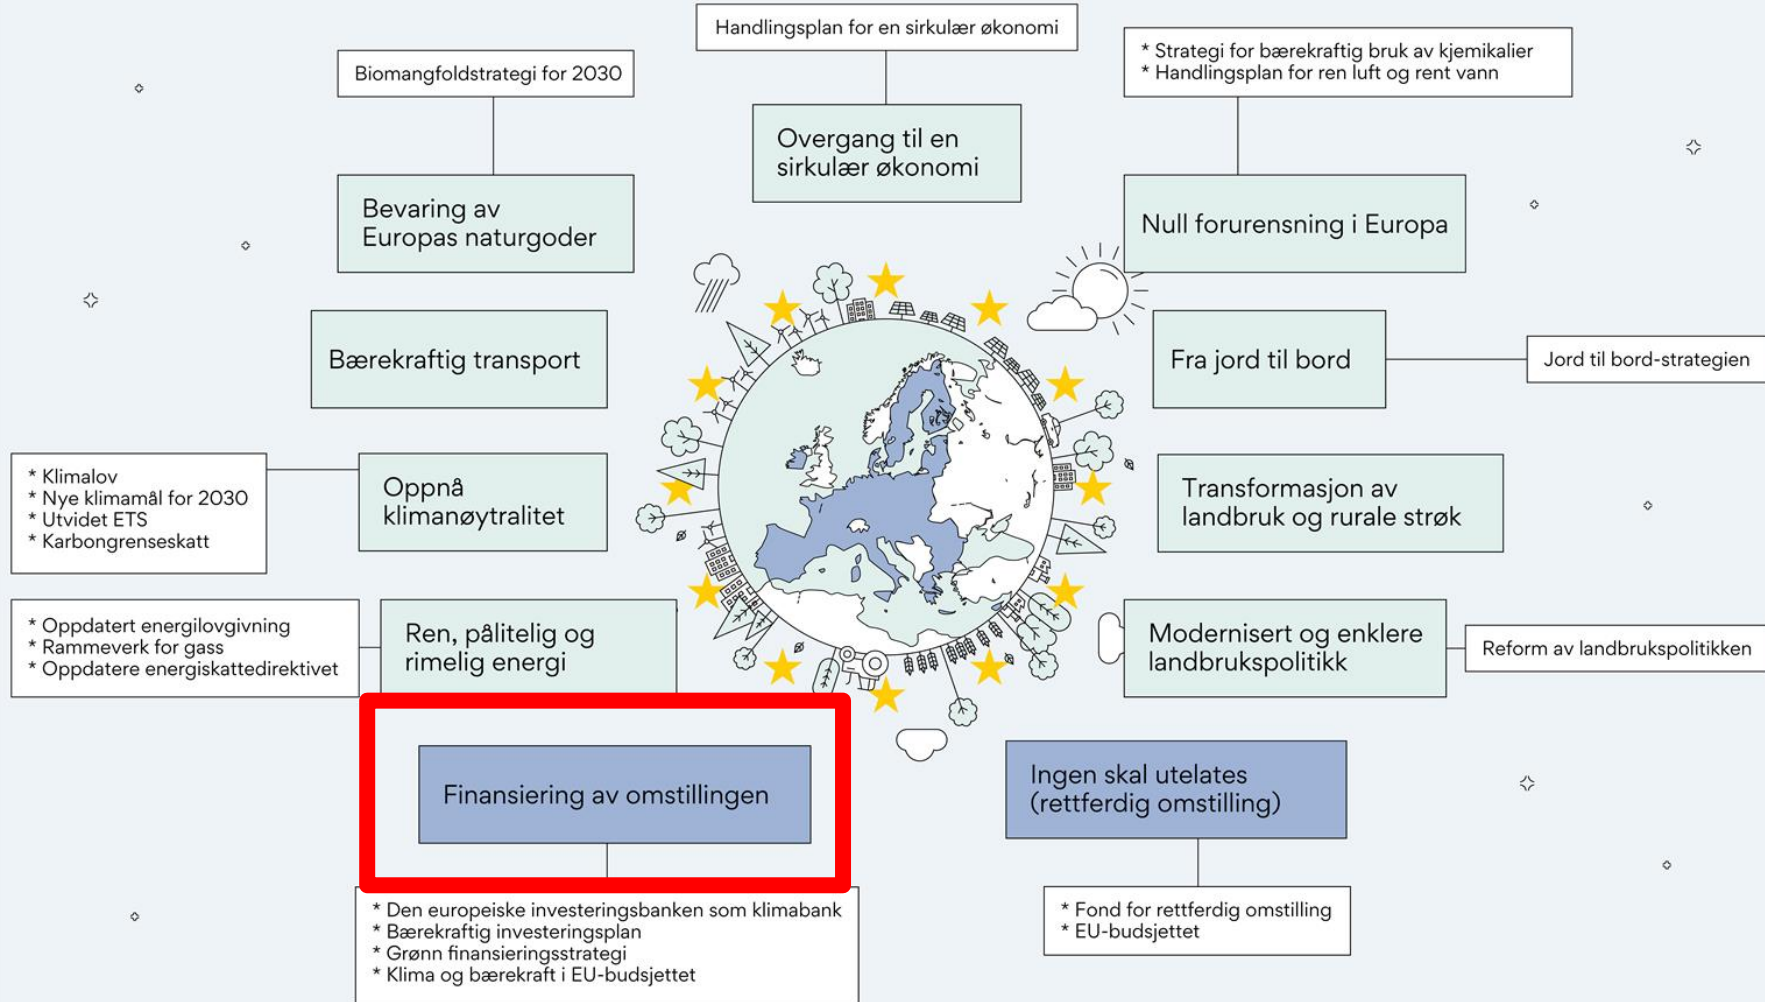 Handlingsplan for en sirkulær økonomi
Overgang til en
sirkulær økonomi
Biomangfoldstrategi for 2030
Bevaring av
Europas naturgoder
* Strategi for bærekraftig bruk av kjemikalier
* Handlingsplan for ren luft og rent vann
Null forurensning i Europa
Bærekraftig transport
Fra jord til bord
Jord til bord-strategien
* Klimalov
* Nye klimamål for 2030
* Utvidet ETS
* Karbongrenseskatt
Oppnå
klimanøytralitet
Transformasjon av
landbruk og rurale strøk
* Oppdatert energilovgivning
* Rammeverk for gass
* Oppdatere energiskattedirektivet
Ren, pålitelig og
rimelig energi
Modernisert og enklere
landbrukspolitikk
Reform av landbrukspolitikken
Finansiering av omstillingen
* Den europeiske investeringsbanken som klimabank
* Bærekraftig investeringsplan
* Grønn finansieringsstrategi
* Klima og bærekraft i EU-budsjettet
Ingen skal utelates
(rettferdig omstilling)
* Fond for rettferdig omstilling
* EU-budsjettet